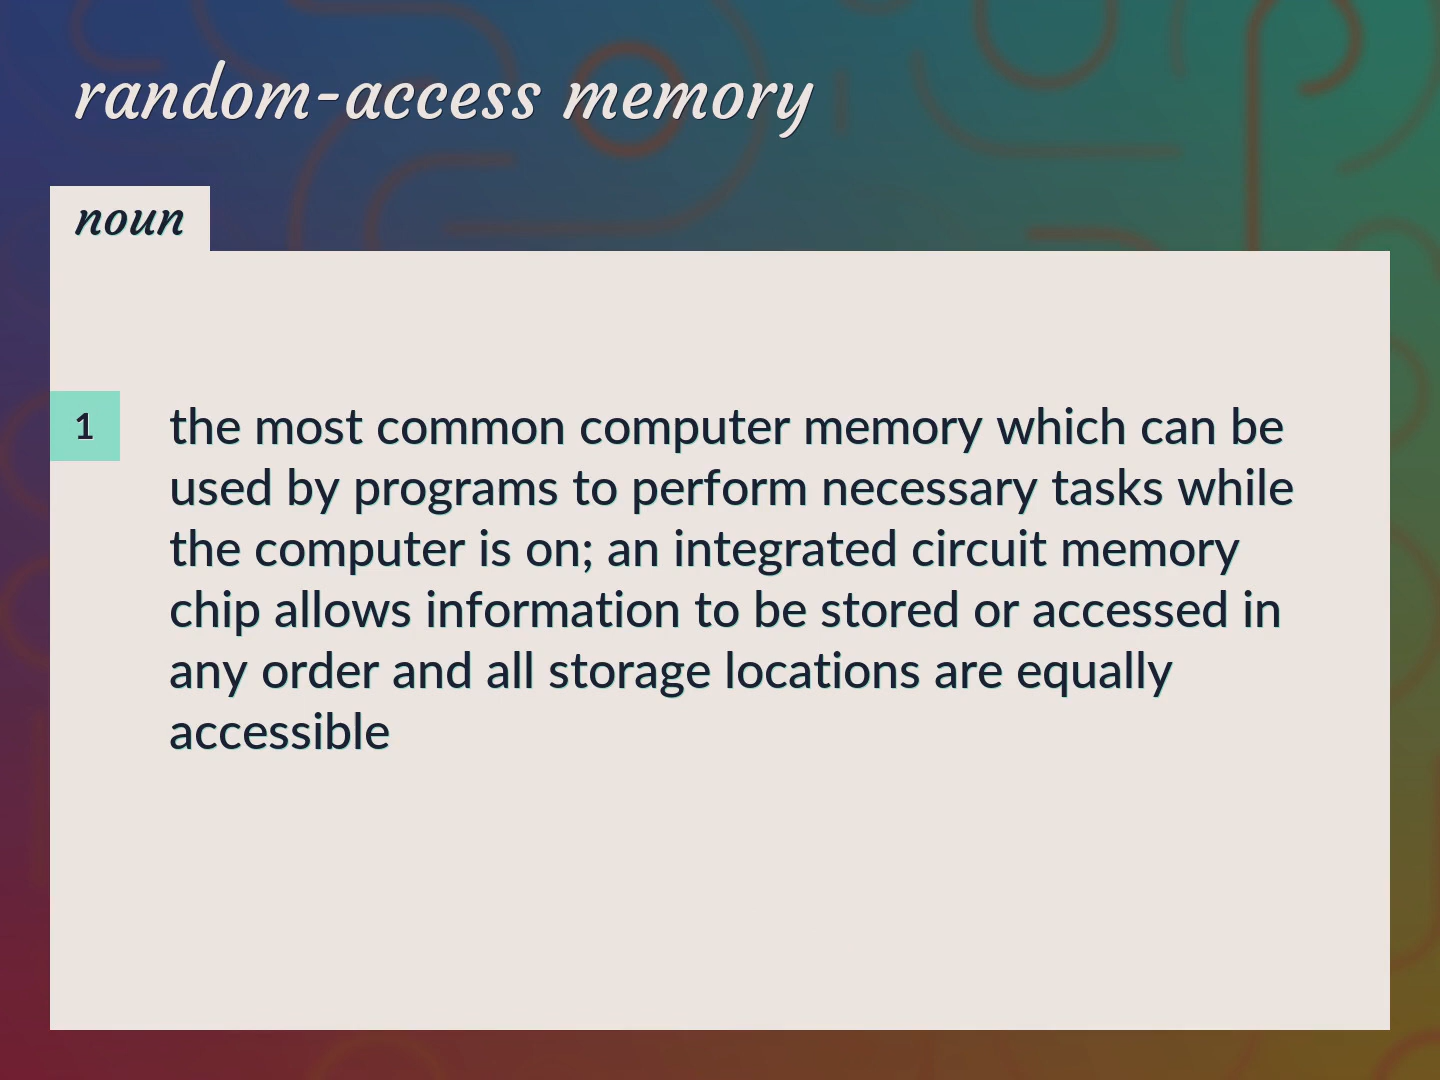 random-access memory
noun
1
the most common computer memory which can be
used by programs to perform necessary tasks while
the computer is on; an integrated circuit memory
chip allows information to be stored or accessed in
any order and all storage locations are equally
accessible